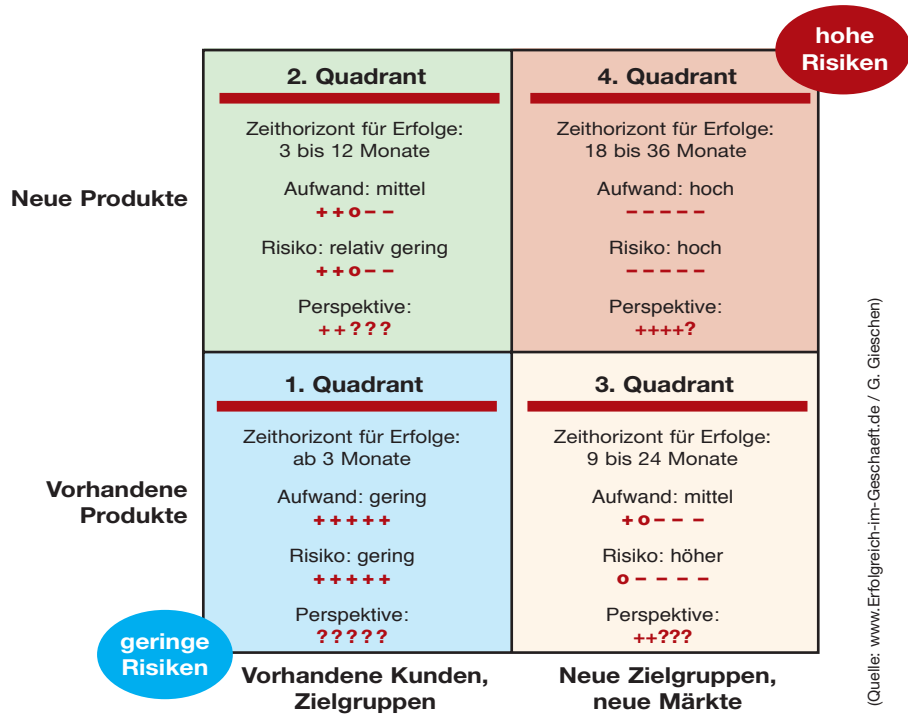 hohe
Risiken
Neue Produkte
2. Quadrant
Zeithorizont für Erfolge:
3 bis 12 Monate
Aufwand: mittel
++o––
Risiko: relativ gering
++o––
Perspektive:
++???
4. Quadrant
Zeithorizont für Erfolge:
18 bis 36 Monate
Aufwand: hoch
–––––
Risiko: hoch
–––––
Perspektive:
++++?
Vorhandene
Produkte
1. Quadrant
Zeithorizont für Erfolge:
ab 3 Monate
Aufwand: gering
+++++
Risiko: gering
+++++
Perspektive:
?????
3. Quadrant
Zeithorizont für Erfolge:
9 bis 24 Monate
Aufwand: mittel
+o–––
Risiko: höher
o––––
Perspektive:
++???
geringe
Risiken
Vorhandene Kunden,
Zielgruppen
Neue Zielgruppen,
neue Märkte
(Quelle: www.Erfolgreich-im-Geschaeft.de / G. Gieschen)